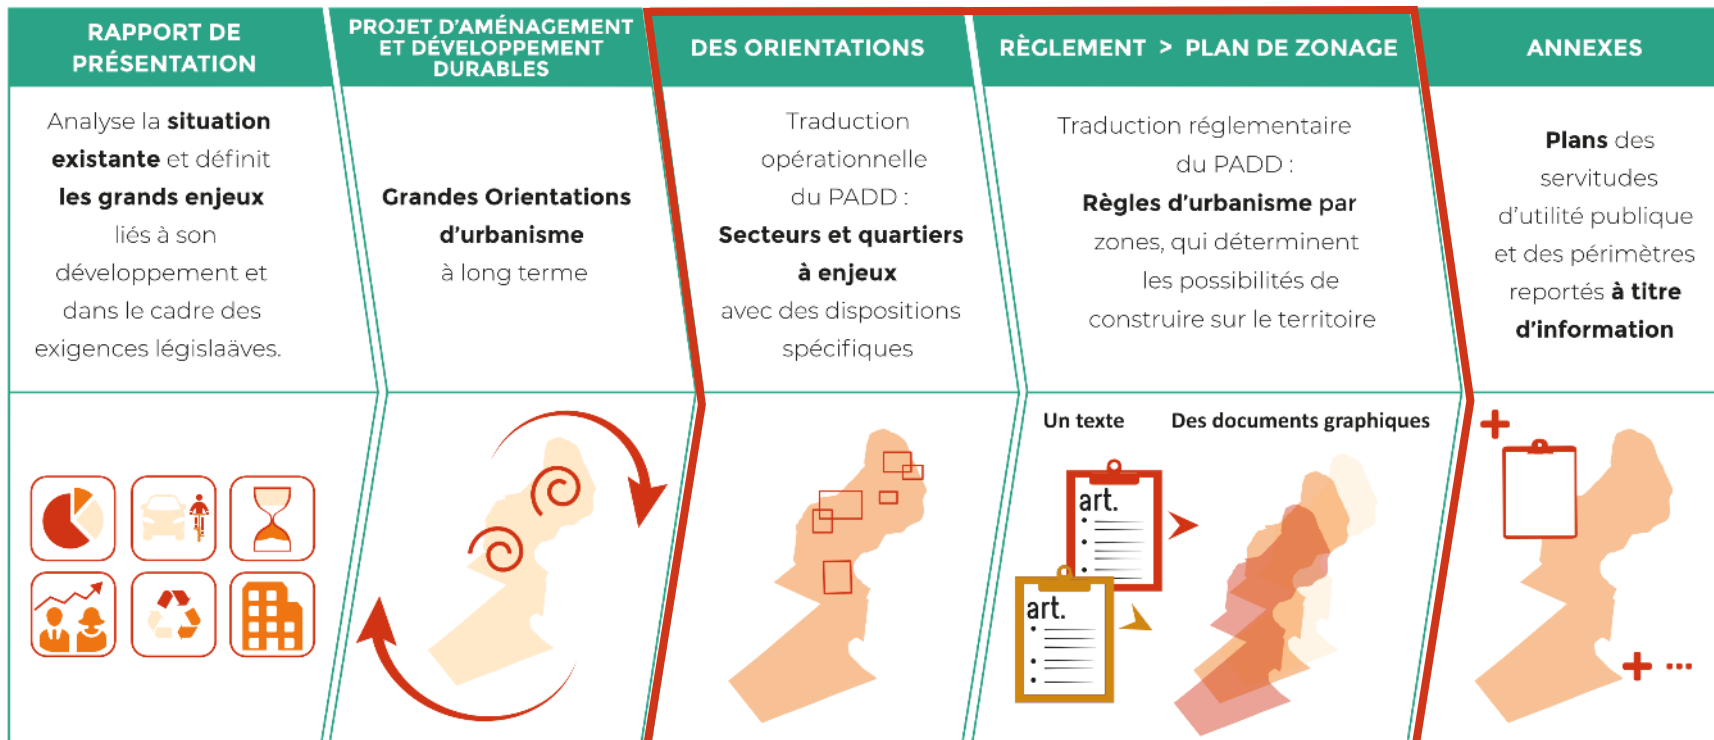 RAPPORT DE
PRÉSENTATION
Analyse la situation
existante et définit
les grands enjeux
liés à son
développement et
dans le cadre des
exigences législaäves.
PROJET D'AMÉNAGEMENT
ET DÉVELOPPEMENT
DURABLES
Grandes Orientations
d'urbanisme
à long terme
DES ORIENTATIONS
Traduction
opérationnelle
du PADD :
Secteurs et quartiers
à enjeux
avec des dispositions
spécifiques
RÈGLEMENT > PLAN DE ZONAGE
Traduction réglementaire
du PADD :
Règles d'urbanisme par
zones, qui déterminent
les possibilités de
construire sur le territoire
Un texte
Des documents graphiques
art.
art.
ANNEXES
Plans des
servitudes
d'utilité publique
et des périmètres
reportés à titre
d'information
+
+ ...